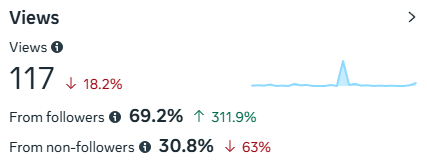 Views
Views
117 ↓ 18.2%
From followers 69.2% ↑ 311.9%
From non-followers 30.8% ↓ 63%